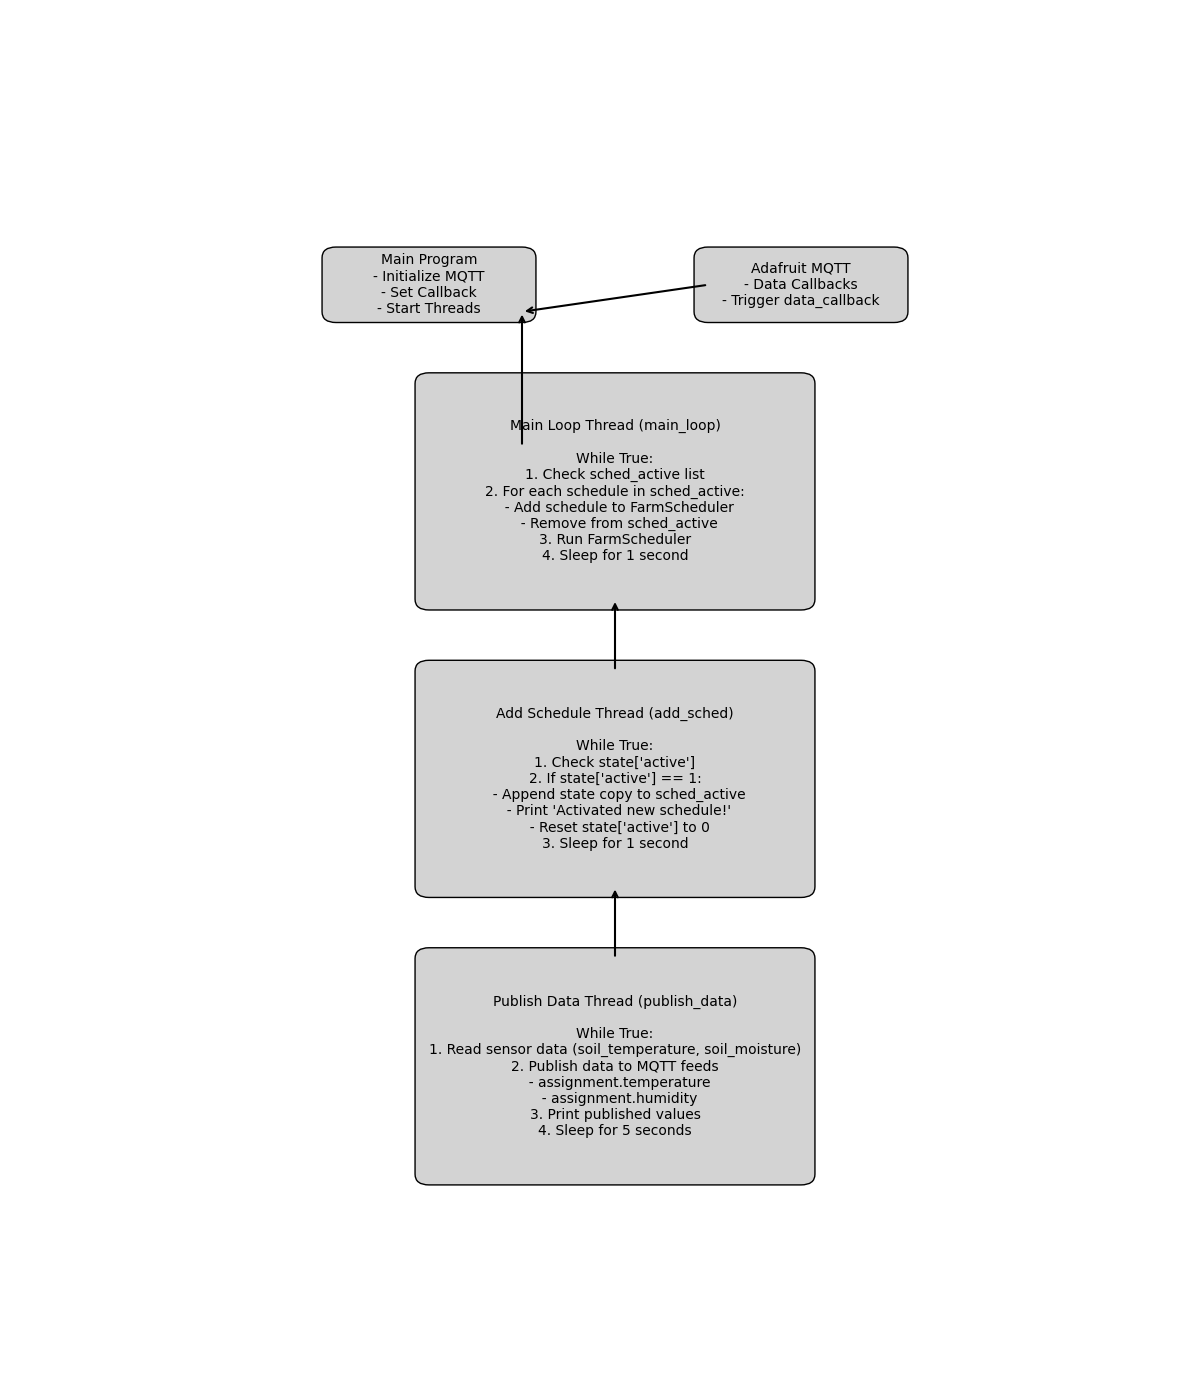 Main Program
- Initialize MQTT
- Set Callback
- Start Threads
Adafruit MQTT
- Data Callbacks
- Trigger data_callback
Main Loop Thread (main_loop)
While True:
1. Check sched_active list
2. For each schedule in sched_active:
- Add schedule to FarmScheduler
- Remove from sched_active
3. Run FarmScheduler
4. Sleep for 1 second
Add Schedule Thread (add_sched)
While True:
1. Check state['active']
2. If state['active'] == 1:
- Append state copy to sched_active
- Print 'Activated new schedule!'
- Reset state['active'] to 0
3. Sleep for 1 second
Publish Data Thread (publish_data)
While True:
1. Read sensor data (soil_temperature, soil_moisture)
2. Publish data to MQTT feeds
- assignment.temperature
- assignment.humidity
3. Print published values
4. Sleep for 5 seconds